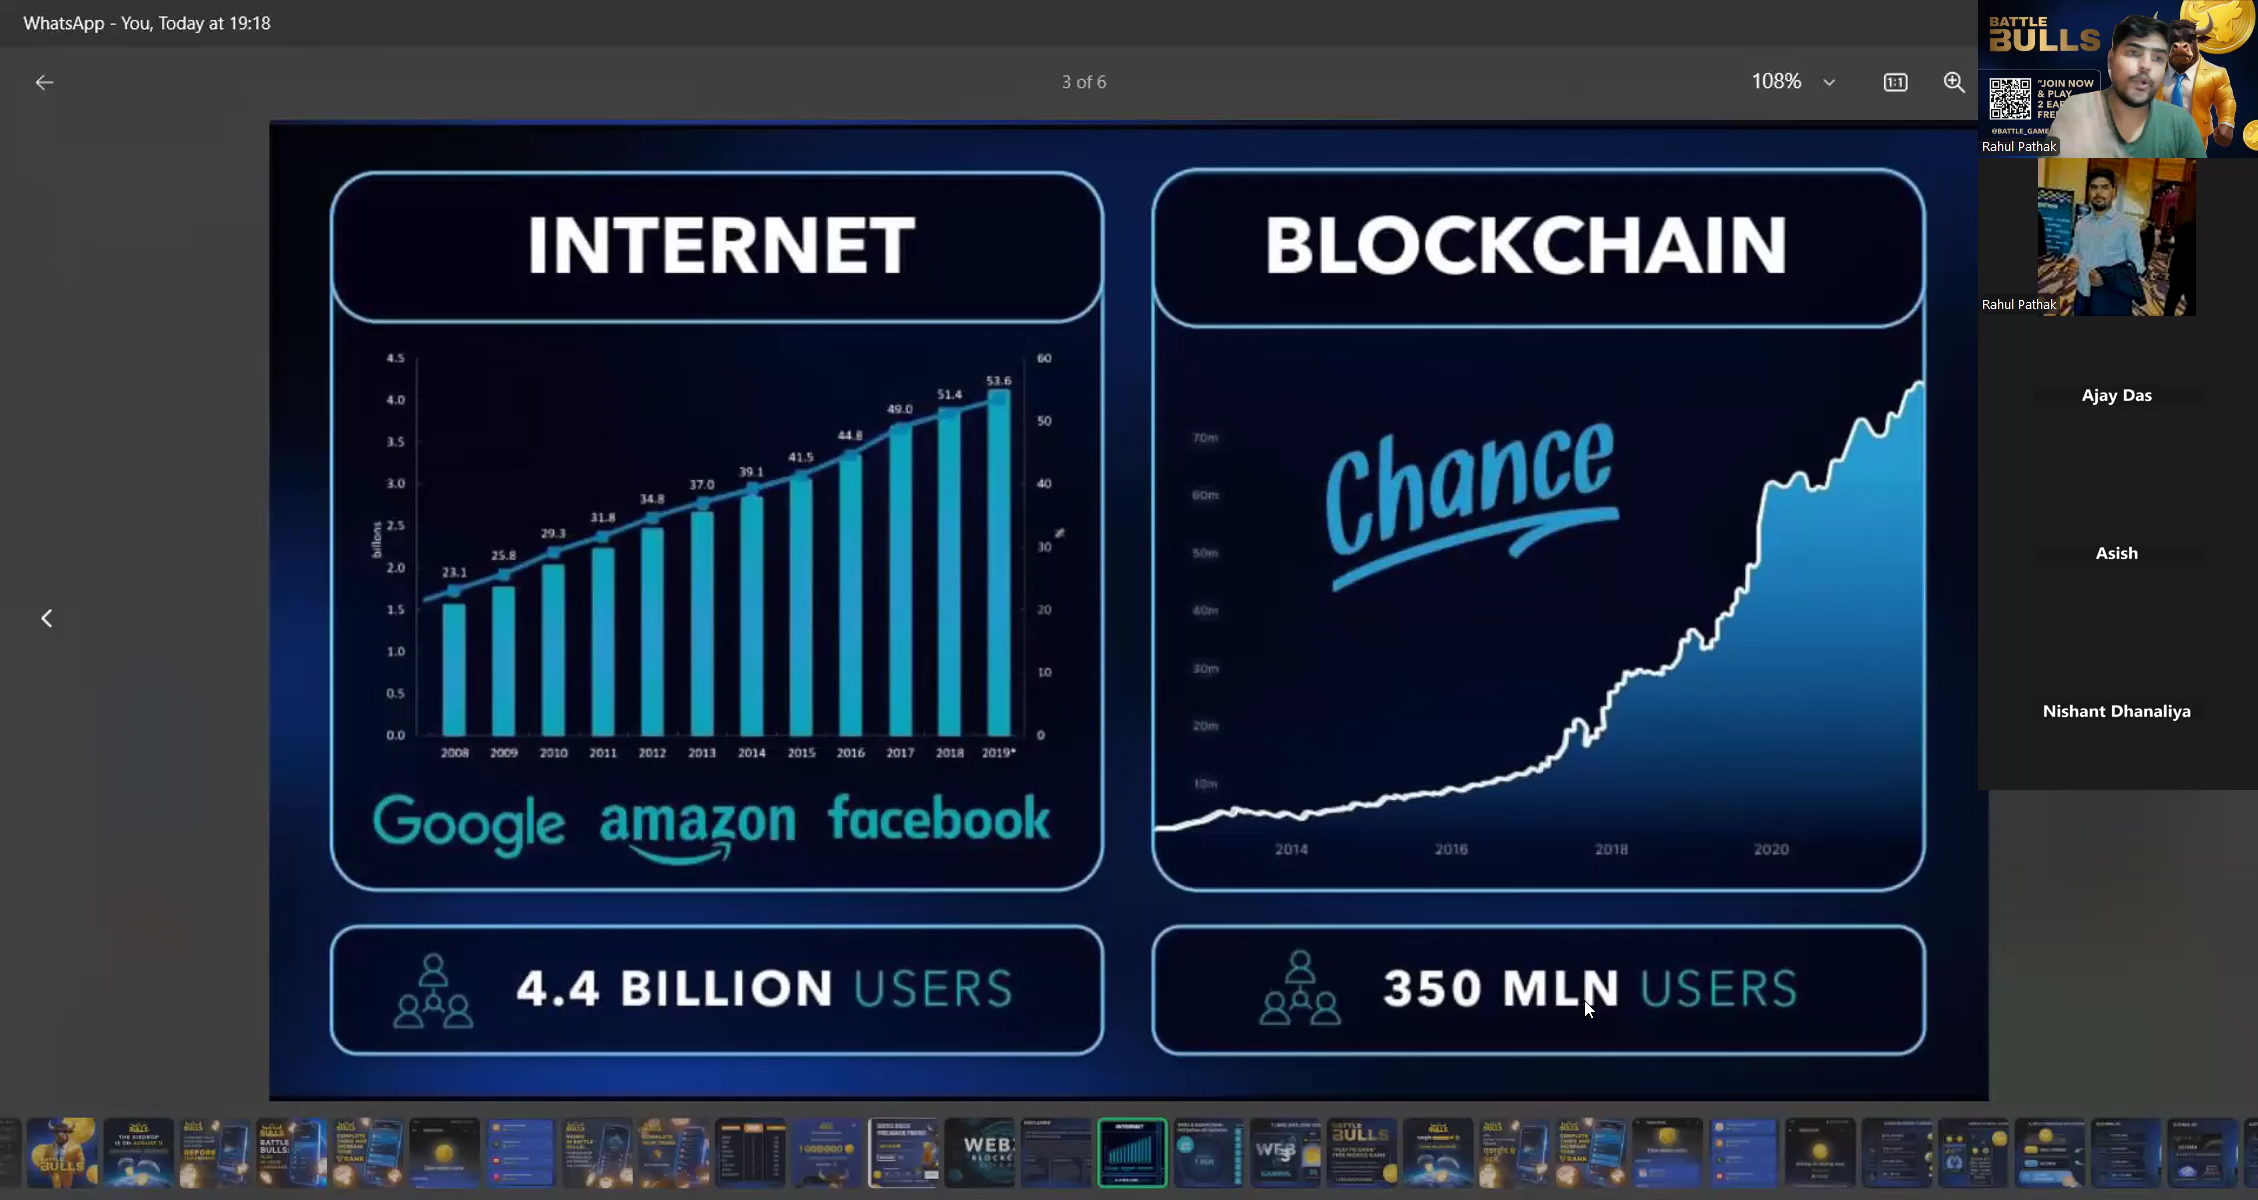 WhatsApp - You, Today at 19:18
3 of 6
108%
1:1
BATTLE
BULLS
"JOIN NOW
& PLAY
@BATTLE_GAME
Rahul Pathak
Rahul Pathak
Ajay Das
Asish
Nishant Dhanaliya
INTERNET
4.5
4.0
3.5
3.0
2.5
2.0
1.5
1.0
0.5
0.0
billions
60
50
40
30
20
10
0
%
23.1
25.8
29.3
31.8
34.8
37.0
39.1
41.5
44.8
49.0
51.4
53.6
2008 2009 2010 2011 2012 2013 2014 2015 2016 2017 2018 2019*
Google amazon facebook
4.4 BILLION USERS
BLOCKCHAIN
Chance
70m
60m
50m
40m
30m
20m
10m
2014 2016 2018 2020
350 MLN USERS